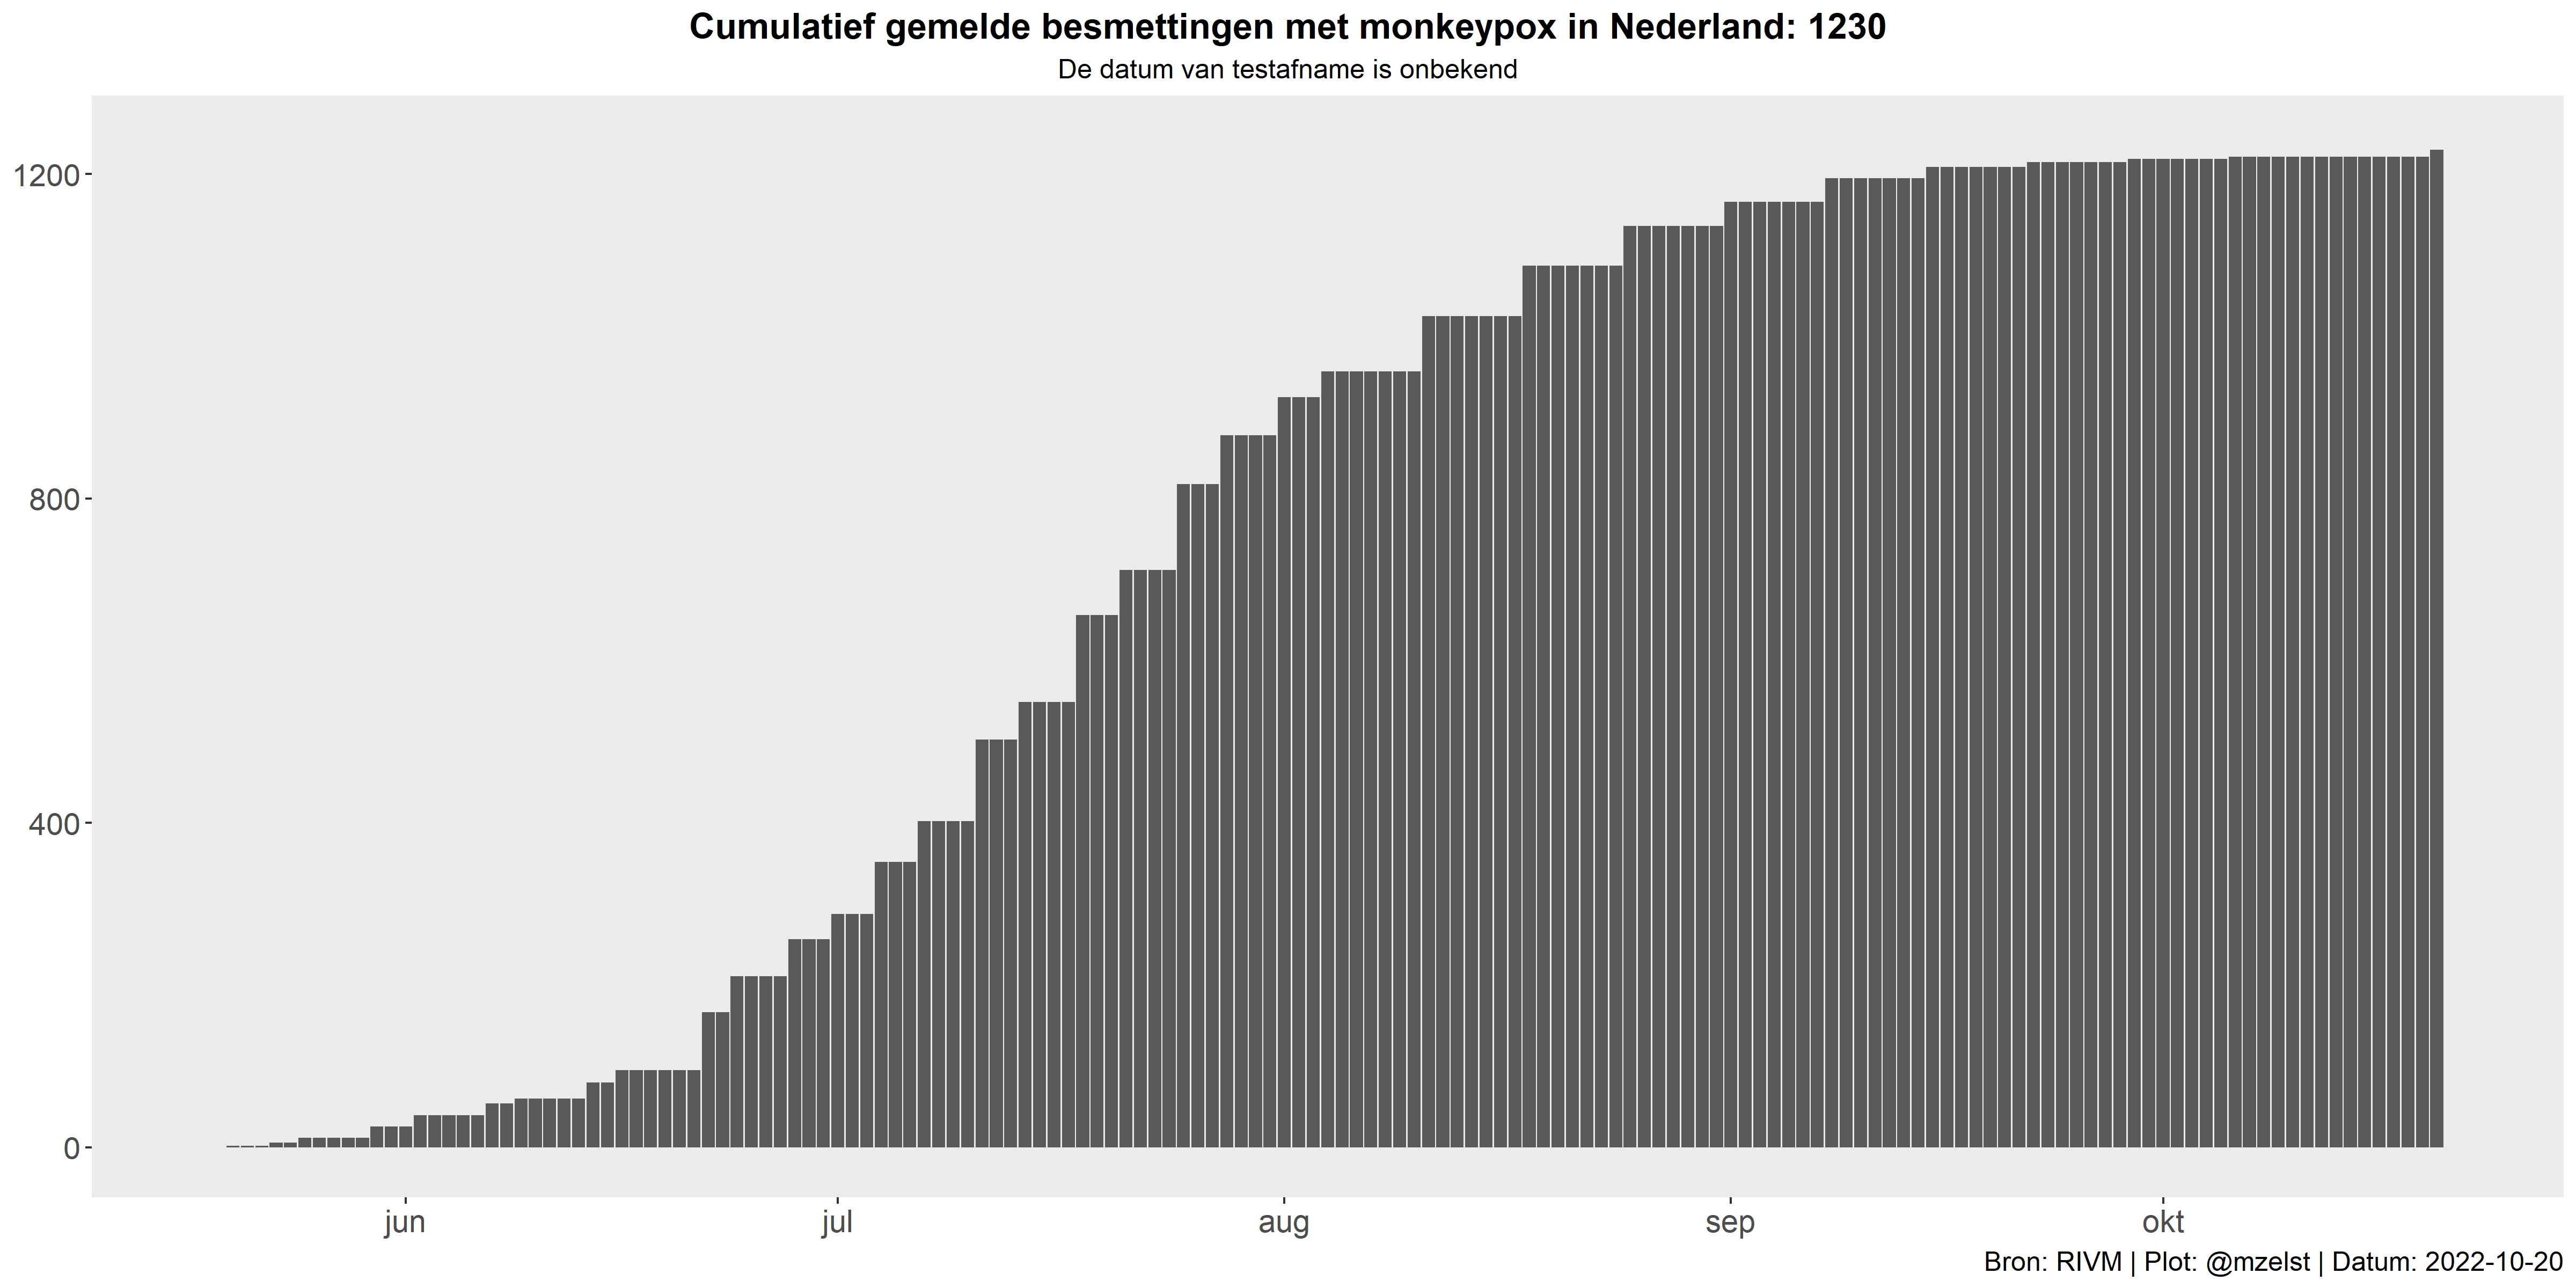 Cumulatief gemelde besmettingen met monkeypox in Nederland: 1230
De datum van testafname is onbekend
1200
800
400
0
jun jul aug sep okt
Bron: RIVM | Plot: @mzelst | Datum: 2022-10-20